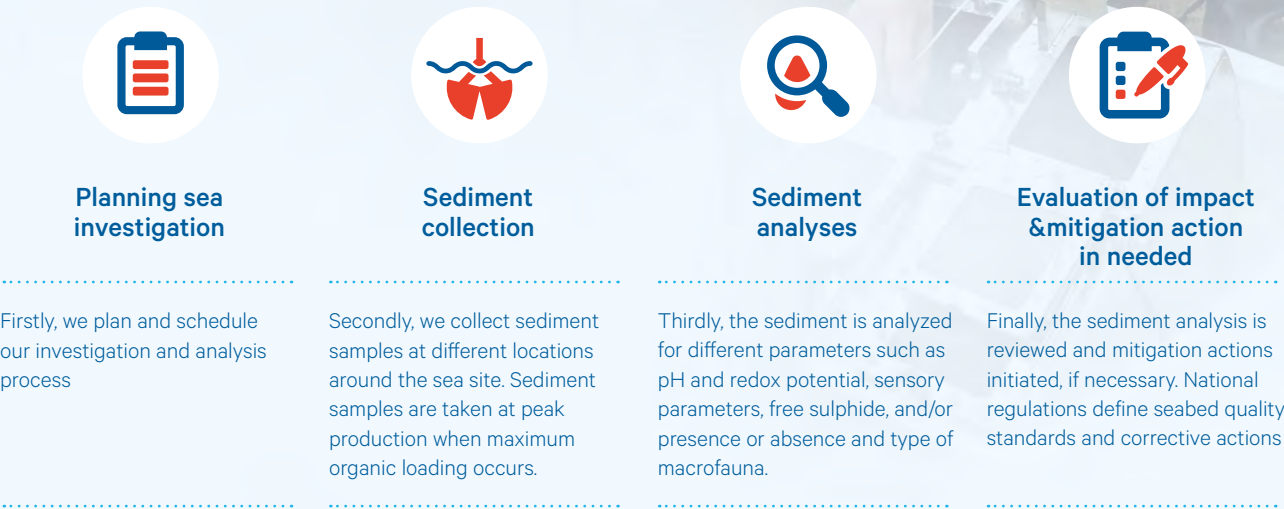 Planning sea
investigation
Firstly, we plan and schedule
our investigation and analysis
process
Sediment
collection
Secondly, we collect sediment
samples at different locations
around the sea site. Sediment
samples are taken at peak
production when maximum
organic loading occurs.
Sediment
analyses
Thirdly, the sediment is analyzed
for different parameters such as
pH and redox potential, sensory
parameters, free sulphide, and/or
presence or absence and type of
macrofauna.
Evaluation of impact
&mitigation action
in needed
Finally, the sediment analysis is
reviewed and mitigation actions
initiated, if necessary. National
regulations define seabed quality
standards and corrective actions